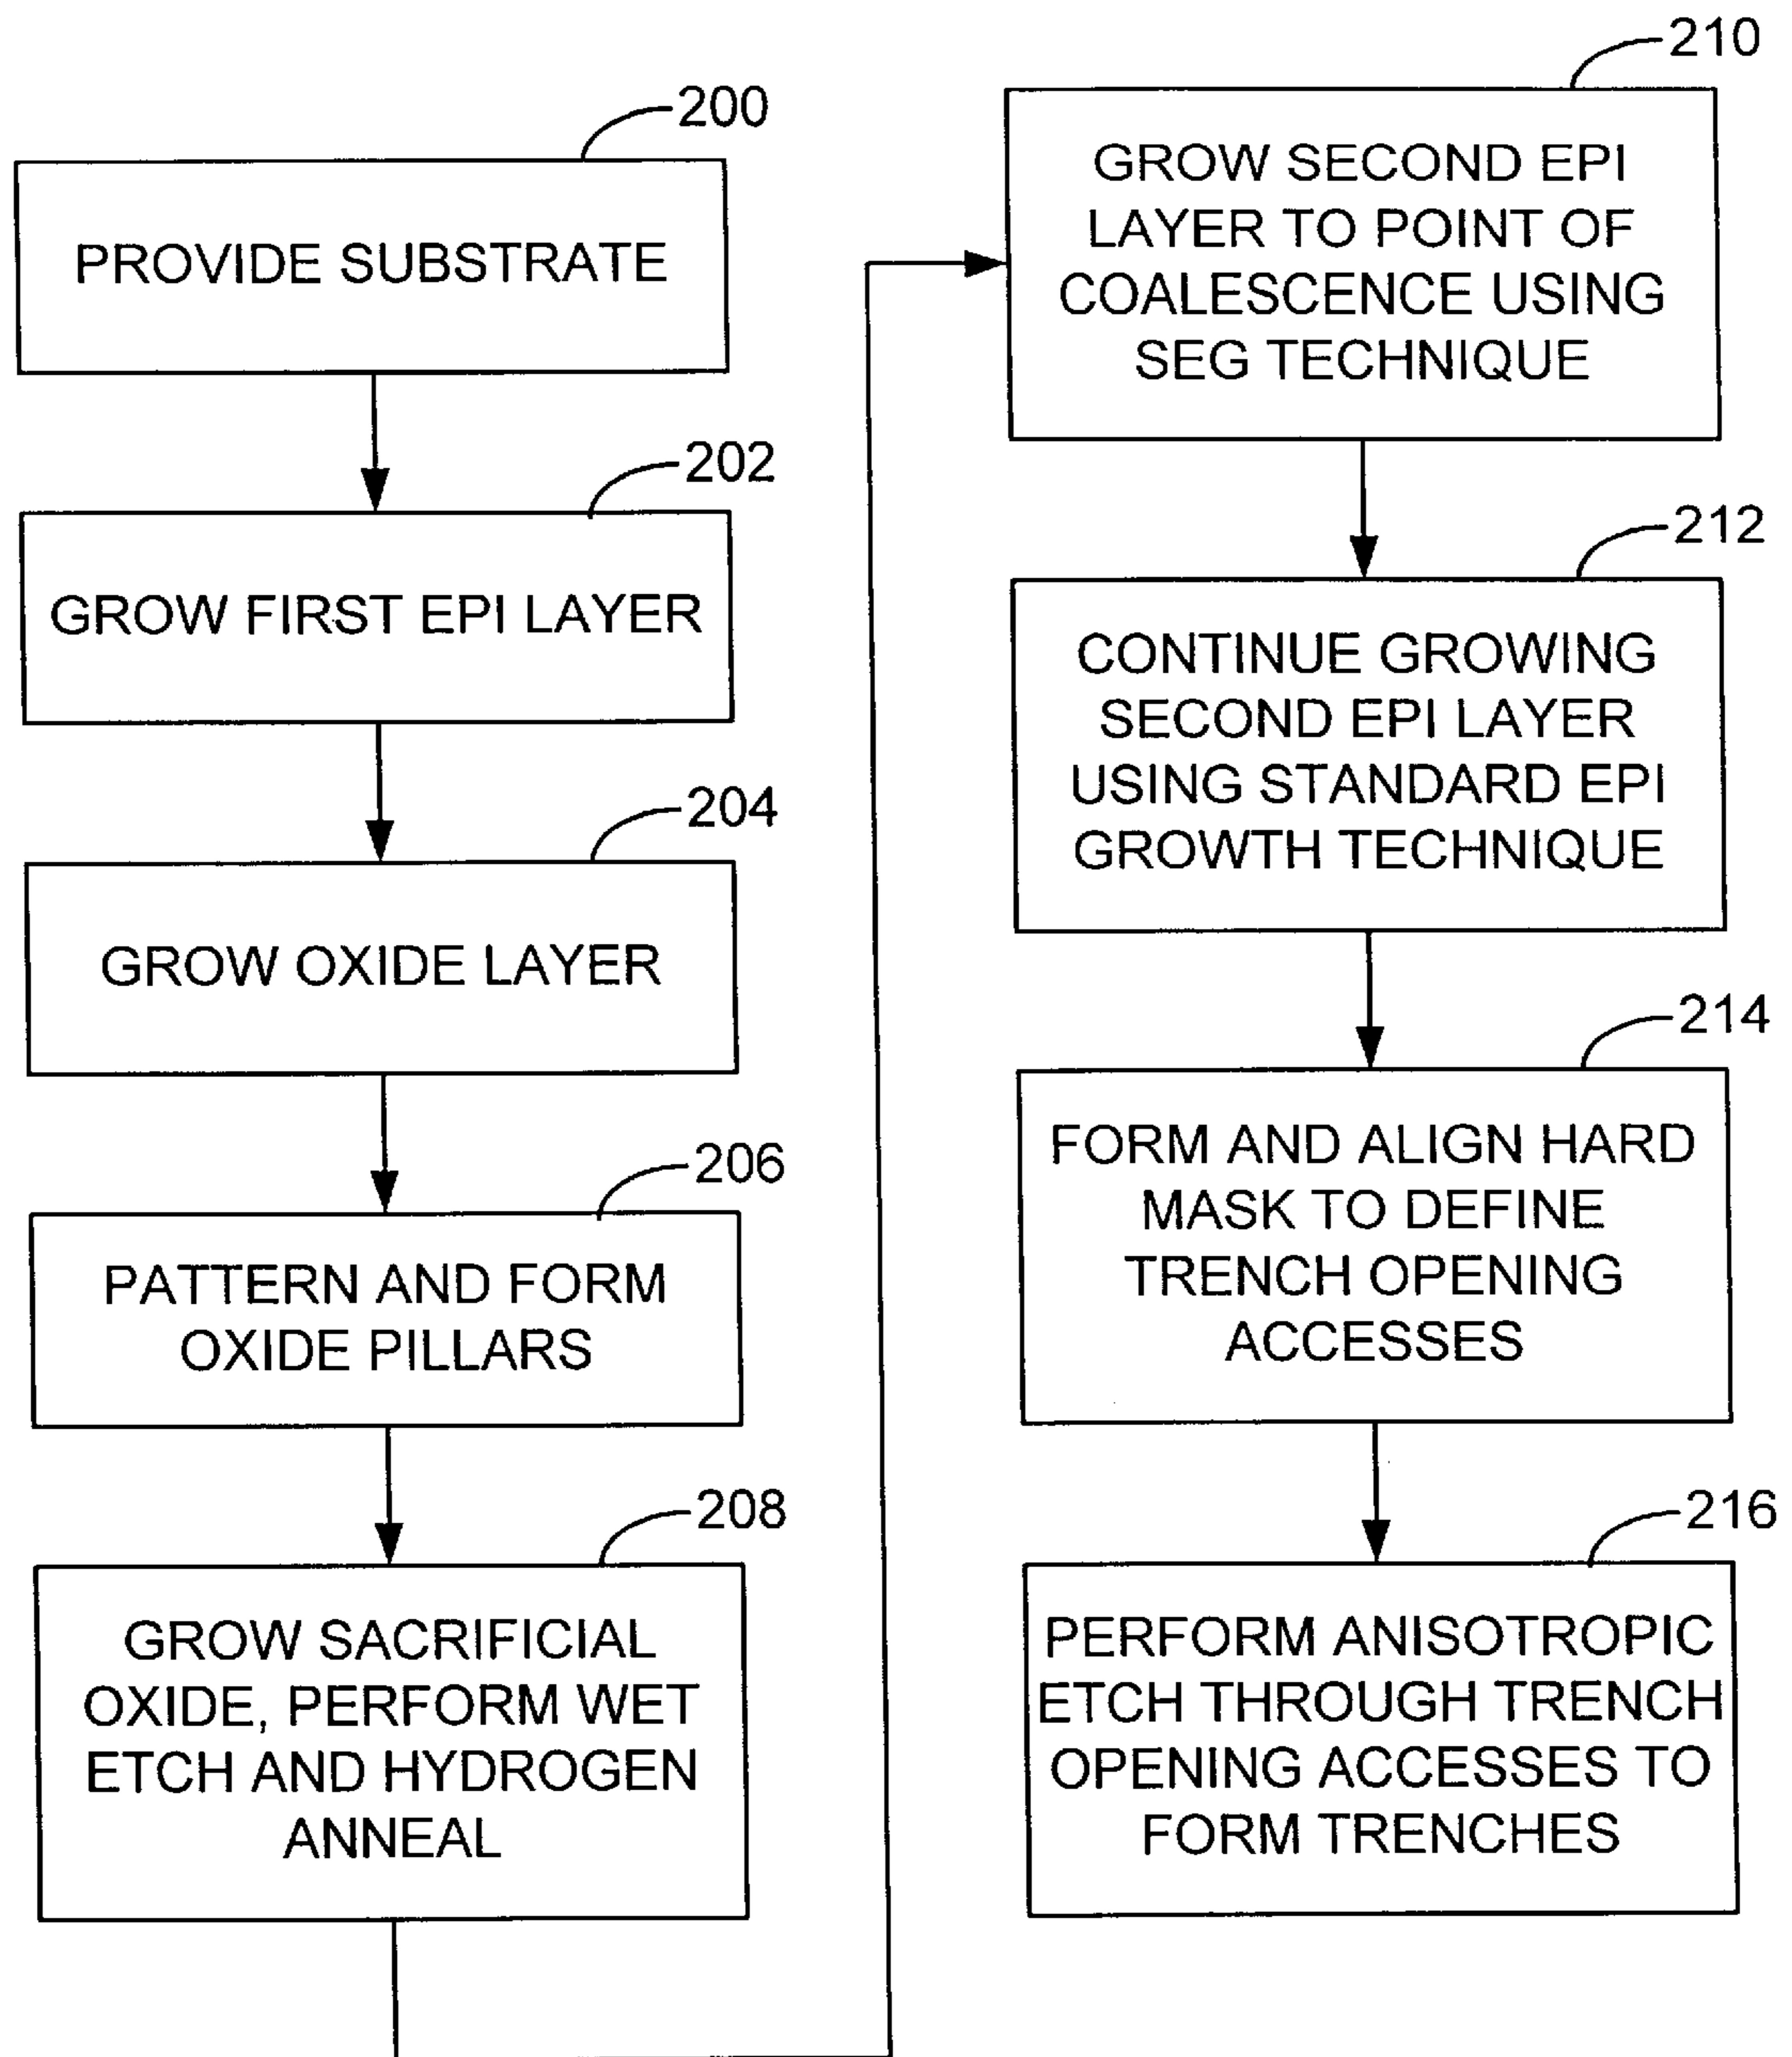 200
PROVIDE SUBSTRATE
202
GROW FIRST EPI LAYER
204
GROW OXIDE LAYER
206
PATTERN AND FORM
OXIDE PILLARS
208
GROW SACRIFICIAL
OXIDE, PERFORM WET
ETCH AND HYDROGEN
ANNEAL
210
GROW SECOND EPI
LAYER TO POINT OF
COALESCENCE USING
SEG TECHNIQUE
212
CONTINUE GROWING
SECOND EPI LAYER
USING STANDARD EPI
GROWTH TECHNIQUE
214
FORM AND ALIGN HARD
MASK TO DEFINE
TRENCH OPENING
ACCESSES
216
PERFORM ANISOTROPIC
ETCH THROUGH TRENCH
OPENING ACCESSES TO
FORM TRENCHES